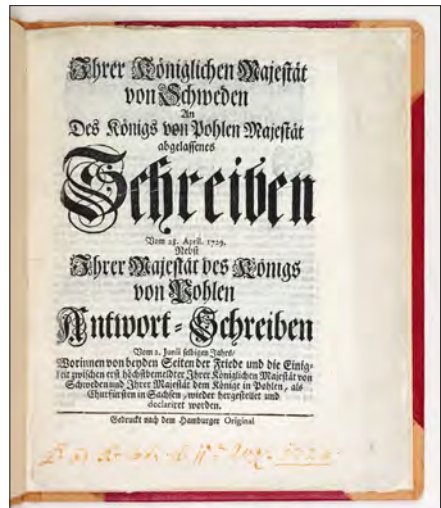 Ihrer Königlichen Majestät
von Schweden
An
Des Königs von Pohlen Majestät
abgelassenes
Schreiben
Vom 28. April. 1729.
Nebst
Ihrer Majestät des Königs
von Pohlen
Antwort-Schreiben
Vom 2. Junii selbigen Jahrs/
Worinnen von beyden Seiten der Friede und die Einig-
keit zwischen erst höchstbemeldter Ihrer Königlichen Majestät von
Schweden und Ihrer Majestät dem Könige in Pohlen, als
Churfürsten in Sachsen, wieder hergestellet und
declariret worden.
Gedruckt nach dem Hamburger Original